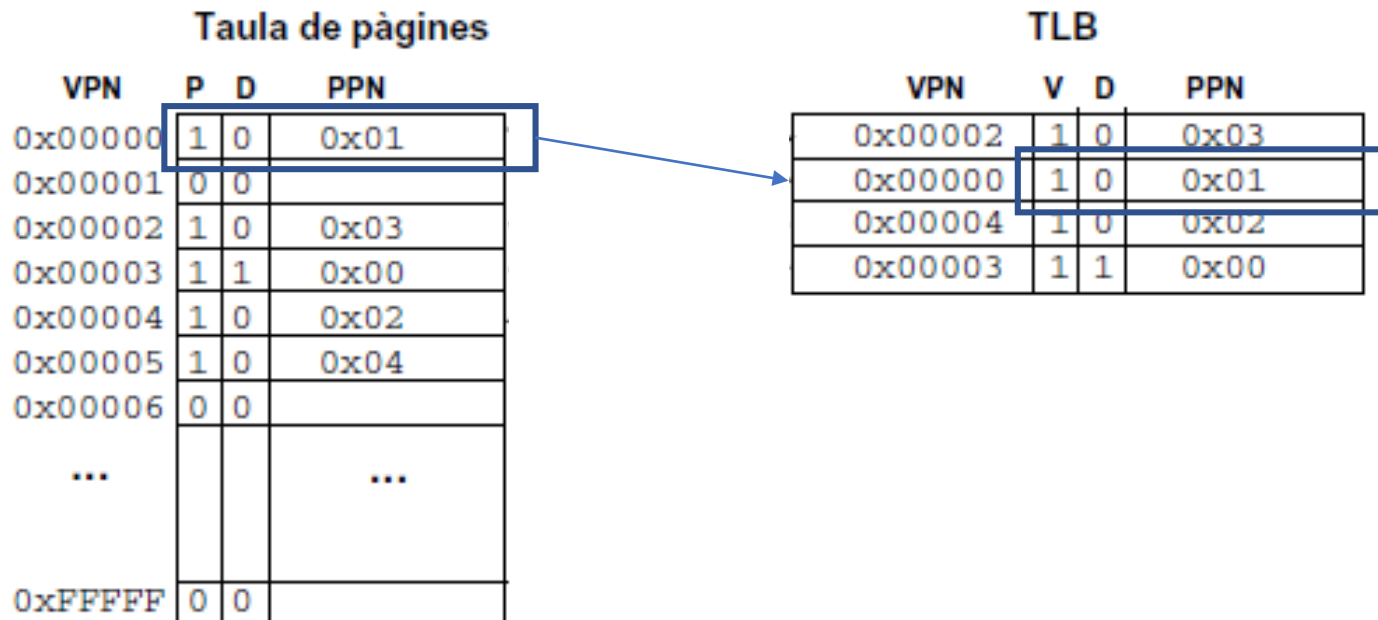 Taula de pàgines
VPN P D PPN
0x00000 1 0 0x01
0x00001 0 0
0x00002 1 0 0x03
0x00003 1 1 0x00
0x00004 1 0 0x02
0x00005 1 0 0x04
0x00006 0 0
... ...
0xFFFFF 0 0
TLB
VPN V D PPN
0x00002 1 0 0x03
0x00000 1 0 0x01
0x00004 1 0 0x02
0x00003 1 1 0x00